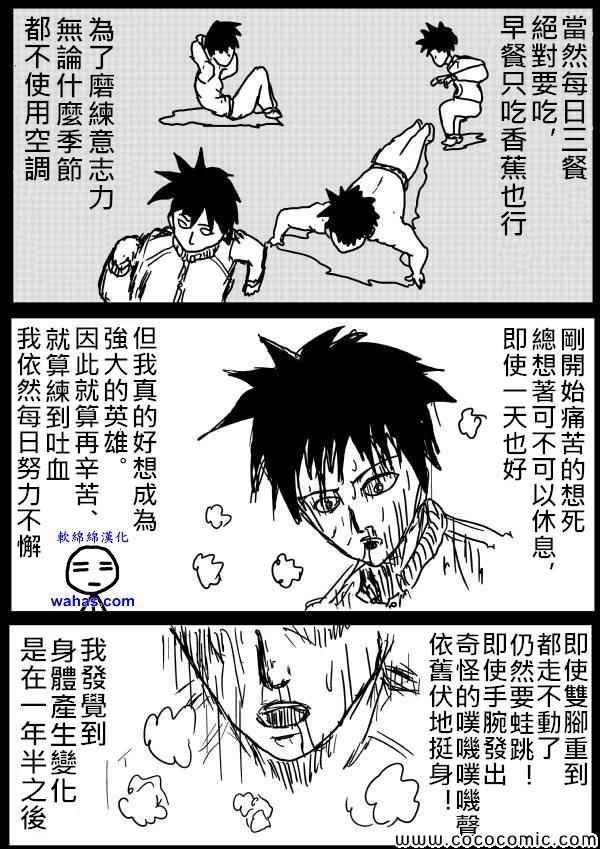 當然每日三餐
絕對要吃，
早餐只吃香蕉也行
為了磨練意志力
無論什麼季節
都不使用空調
剛開始痛苦的想死
總想著可不可以休息，
即使一天也好
但我真的好想成為
強大的英雄。
因此就算再辛苦、
就算練到吐血
我依然每日努力不懈
軟綿綿漢化
wahas.com
即使雙腳重到
都走不動了
仍然要蛙跳！
即使手腕發出
奇怪的噗嘰噗嘰聲
依舊伏地挺身！
我發覺到
身體產生變化
是在一年半之後
www.cococomic.com